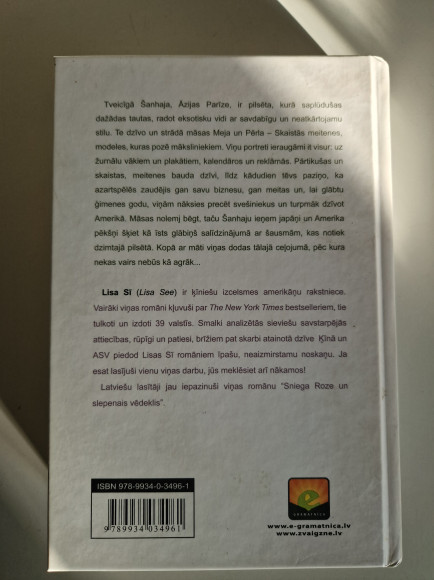 Tveicīgā Šanhaja, Āzijas Parīze, ir pilsēta, kurā saplūdušas
dažādas tautas, radot eksotisku vidi ar savdabīgu un neatkārtojamu
stilu. Te dzīvo un strādā māsas Meja un Pērla – Skaistās meitenes,
modeles, kuras pozē māksliniekiem. Viņu portreti ieraugāmi it visur: uz
žurnālu vākiem un plakātiem, kalendāros un reklāmās. Pārtikušas un
skaistas, meitenes bauda dzīvi, līdz kādudien tēvs paziņo, ka
azartspēlēs zaudējis gan savu biznesu, gan meitas un, lai glābtu
ģimenes godu, viņām nāksies precēt svešiniekus un turpmāk dzīvot
Amerikā. Māsas nolemj bēgt, taču Šanhaju ieņem japāņi un Amerika
pēkšņi šķiet kā īsts glābiņš salīdzinājumā ar šausmām, kas notiek
dzimtajā pilsētā. Kopā ar māti viņas dodas tālajā ceļojumā, pēc kura
nekas vairs nebūs kā agrāk...
Lisa Sī (Lisa See) ir ķīniešu izcelsmes amerikāņu rakstniece.
Vairāki viņas romāni kļuvuši par The New York Times bestselleriem, tie
tulkoti un izdoti 39 valstīs. Smalki analizētās sieviešu savstarpējās
attiecības, rūpīgi un patiesi, brīžiem pat skarbi atainotā dzīve Ķīnā un
ASV piedod Lisas Sī romāniem īpašu, neaizmirstamu noskaņu. Ja
esat lasījuši vienu viņas darbu, jūs meklēsiet arī nākamos!
Latviešu lasītāji jau iepazinuši viņas romānu "Sniega Roze un
slepenais vēdeklis".
ISBN 978-9934-0-3496-1
9 789934 034961
e
GRAMATNICA
www.e-gramatnica.lv
www.zvaigzne.lv